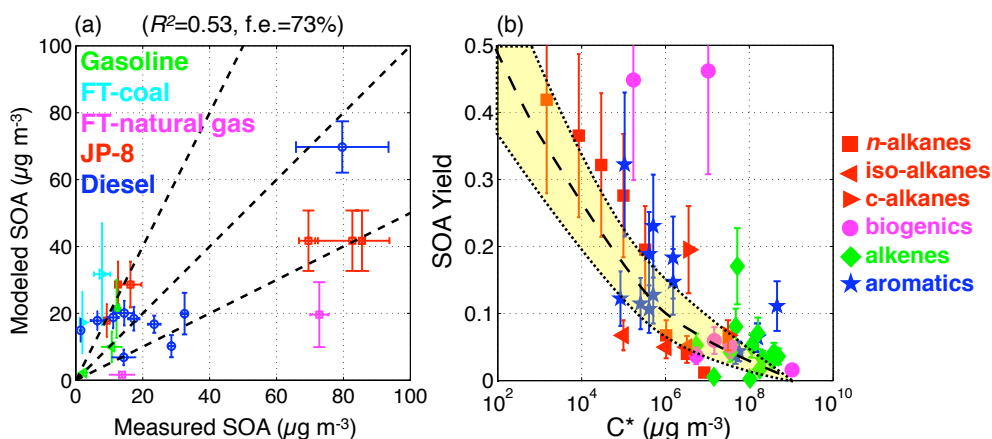 (a) (R²=0.53, f.e.=73%)
Modeled SOA (µg m⁻³)
100
80
60
40
20
0
Gasoline
FT-coal
FT-natural gas
JP-8
Diesel
0 20 40 60 80 100
Measured SOA (µg m⁻³)
(b)
SOA Yield
0.5
0.4
0.3
0.2
0.1
0
10² 10⁴ 10⁶ 10⁸ 10¹⁰
C* (µg m⁻³)
n-alkanes
iso-alkanes
c-alkanes
biogenics
alkenes
aromatics